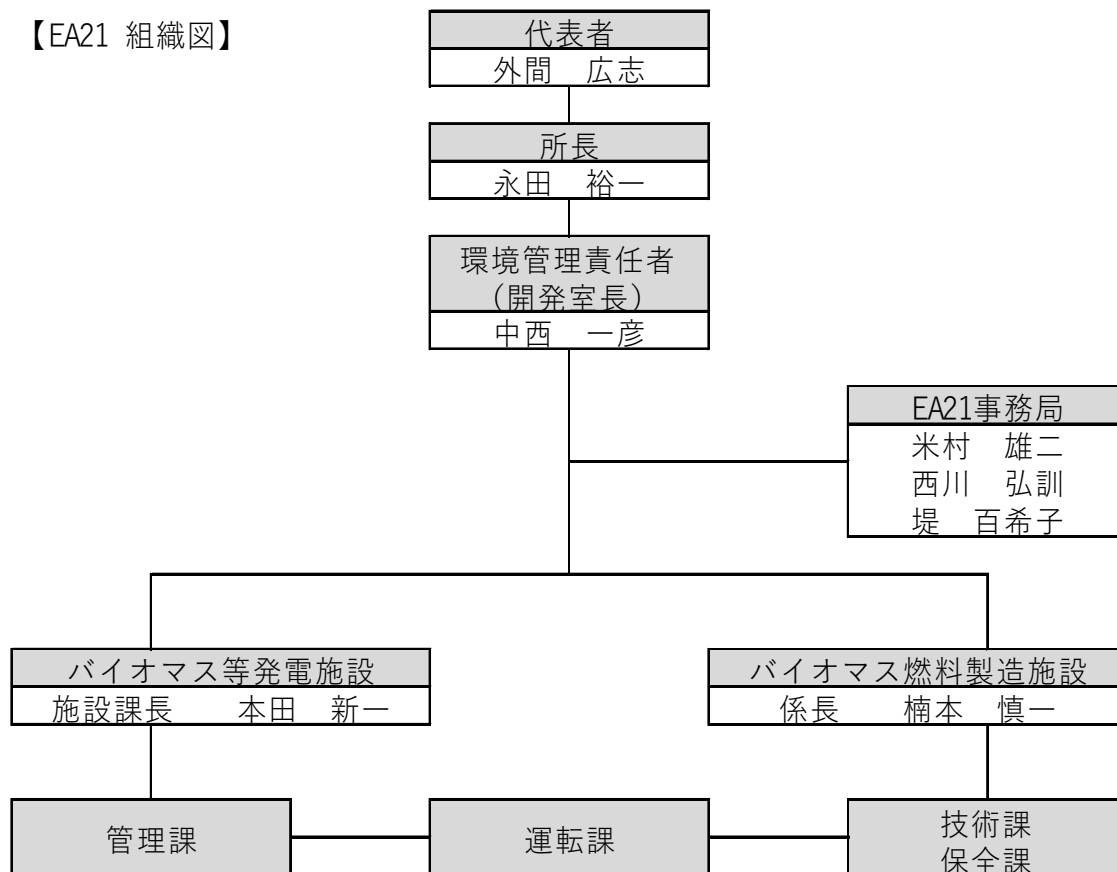 【EA21 組織図】
代表者
外間 広志
所長
永田 裕一
環境管理責任者
(開発室長)
中西 一彦
EA21事務局
米村 雄二
西川 弘訓
堤 百希子
バイオマス等発電施設
施設課長 本田 新一
バイオマス燃料製造施設
係長 楠本 慎一
管理課
運転課
技術課
保全課